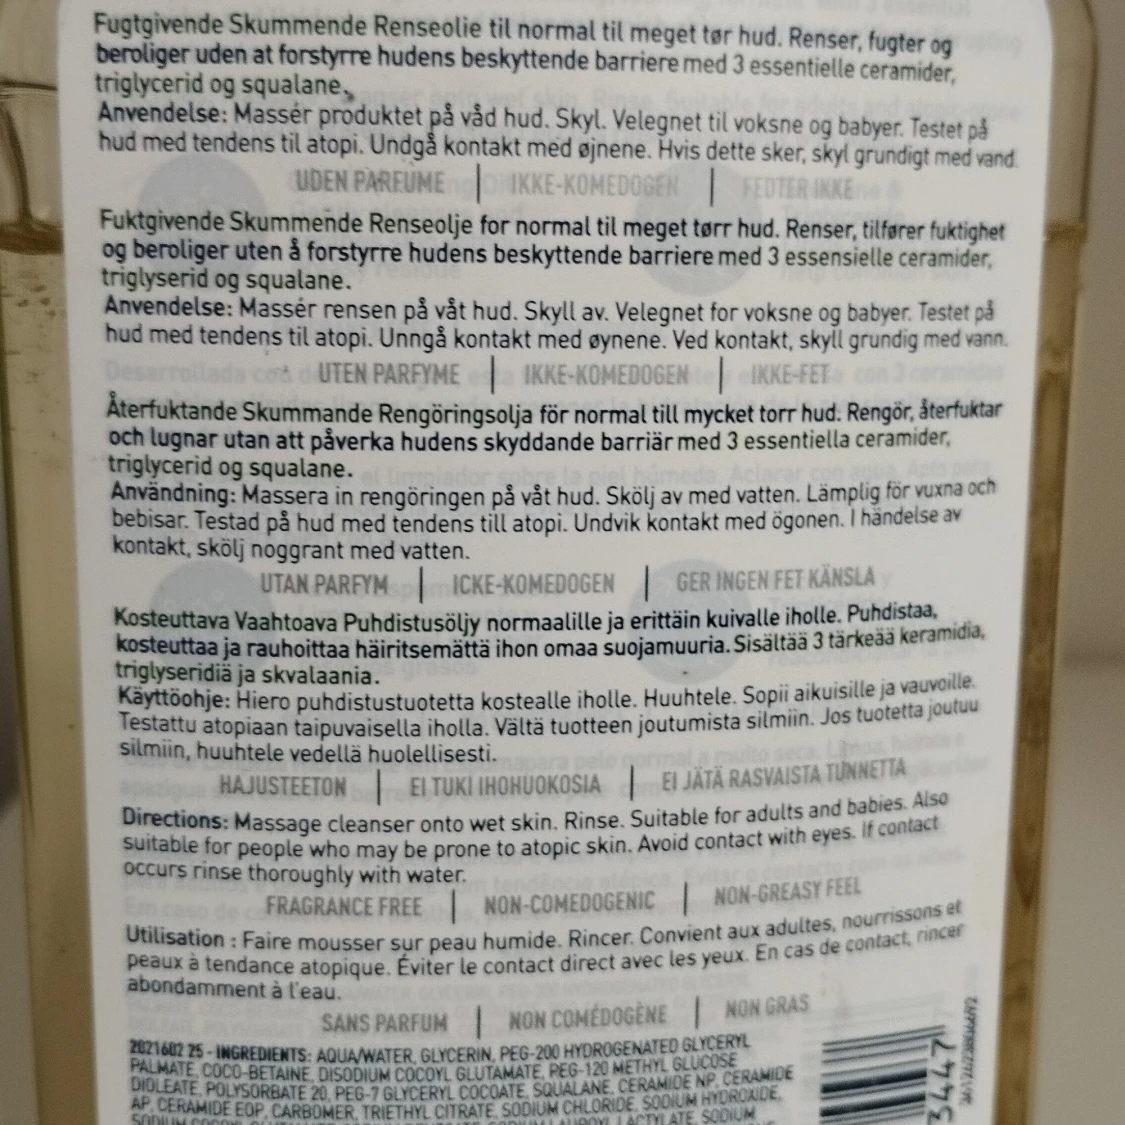 Fugtgivende Skummende Renseolie til normal til meget tør hud. Renser, fugter og
beroliger uden at forstyrre hudens beskyttende barriere med 3 essentielle ceramider,
triglycerid og squalane.
Anvendelse: Massér produktet på våd hud. Skyl. Velegnet til voksne og babyer. Testet på
hud med tendens til atopi. Undgå kontakt med øjnene. Hvis dette sker, skyl grundigt med vand.
UDEN PARFUME | IKKE-KOMEDOGEN | FEDTER IKKE
Fuktgivende Skummende Renseolje for normal til meget tørr hud. Renser, tilfører fuktighet
og beroliger uten å forstyrre hudens beskyttende barriere med 3 essensielle ceramider,
triglyserid og squalane.
Anvendelse: Massér rensen på våt hud. Skyll av. Velegnet for voksne og babyer. Testet på
hud med tendens til atopi. Unngå kontakt med øynene. Ved kontakt, skyll grundig med vann.
UTEN PARFYME | IKKE-KOMEDOGEN | IKKE-FET
Återfuktande Skummande Rengöringsolja för normal till mycket torr hud. Rengör, återfuktar
och lugnar utan att påverka hudens skyddande barriär med 3 essentiella ceramider,
triglycerid og squalane.
Användning: Massera in rengöringen på våt hud. Skölj av med vatten. Lämplig för vuxna och
bebisar. Testad på hud med tendens till atopi. Undvik kontakt med ögonen. I händelse av
kontakt, skölj noggrant med vatten.
UTAN PARFYM | ICKE-KOMEDOGEN | GER INGEN FET KÄNSLA
Kosteuttava Vaahtoava Puhdistusöljy normaalille ja erittäin kuivalle iholle. Puhdistaa,
kosteuttaa ja rauhoittaa häiritsemättä ihon omaa suojamuuria. Sisältää 3 tärkeää keramidia,
triglyseridiä ja skvalaania.
Käyttöohje: Hiero puhdistustuotetta kostealle iholle. Huuhtele. Sopii aikuisille ja vauvoille.
Testattu atopiaan taipuvaisella iholla. Vältä tuotteen joutumista silmiin. Jos tuotetta joutuu
silmiin, huuhtele vedellä huolellisesti.
HAJUSTEETON | EI TUKI IHOHUOKOSIA | EI JÄTÄ RASVAISTA TUNNETTA
Directions: Massage cleanser onto wet skin. Rinse. Suitable for adults and babies. Also
suitable for people who may be prone to atopic skin. Avoid contact with eyes. If contact
occurs rinse thoroughly with water.
FRAGRANCE FREE | NON-COMEDOGENIC | NON-GREASY FEEL
Utilisation : Faire mousser sur peau humide. Rincer. Convient aux adultes, nourrissons et
peaux à tendance atopique. Éviter le contact direct avec les yeux. En cas de contact, rincer
abondamment à l'eau.
SANS PARFUM | NON COMÉDOGÈNE | NON GRAS
2021602 25 - INGREDIENTS: AQUA/WATER, GLYCERIN, PEG-200 HYDROGENATED GLYCERYL
PALMATE, COCO-BETAINE, DISODIUM COCOYL GLUTAMATE, PEG-120 METHYL GLUCOSE
DIOLEATE, POLYSORBATE 20, PEG-7 GLYCERYL COCOATE, SQUALANE, CERAMIDE NP, CERAMIDE
AP, CERAMIDE EOP, CARBOMER, TRIETHYL CITRATE, SODIUM CHLORIDE, SODIUM HYDROXIDE,
LAUROYL LACTYLATE, SODIUM
3447